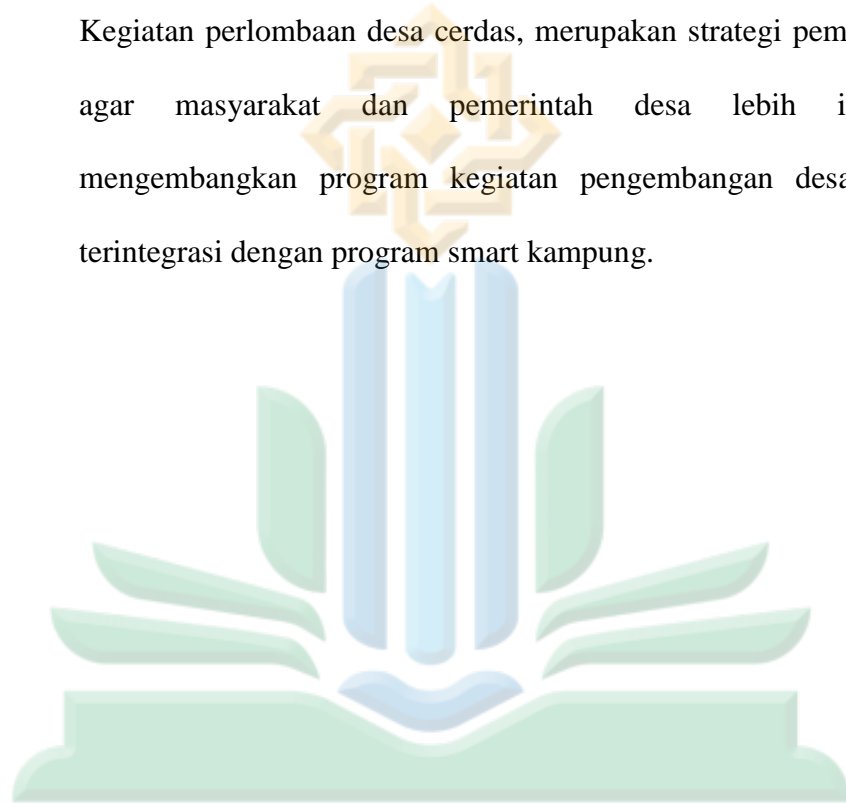 Kegiatan perlombaan desa cerdas, merupakan strategi
agar masyarakat dan pemerintah desa lebih
mengembangkan program kegiatan pengembangan desa
terintegrasi dengan program smart kampung.